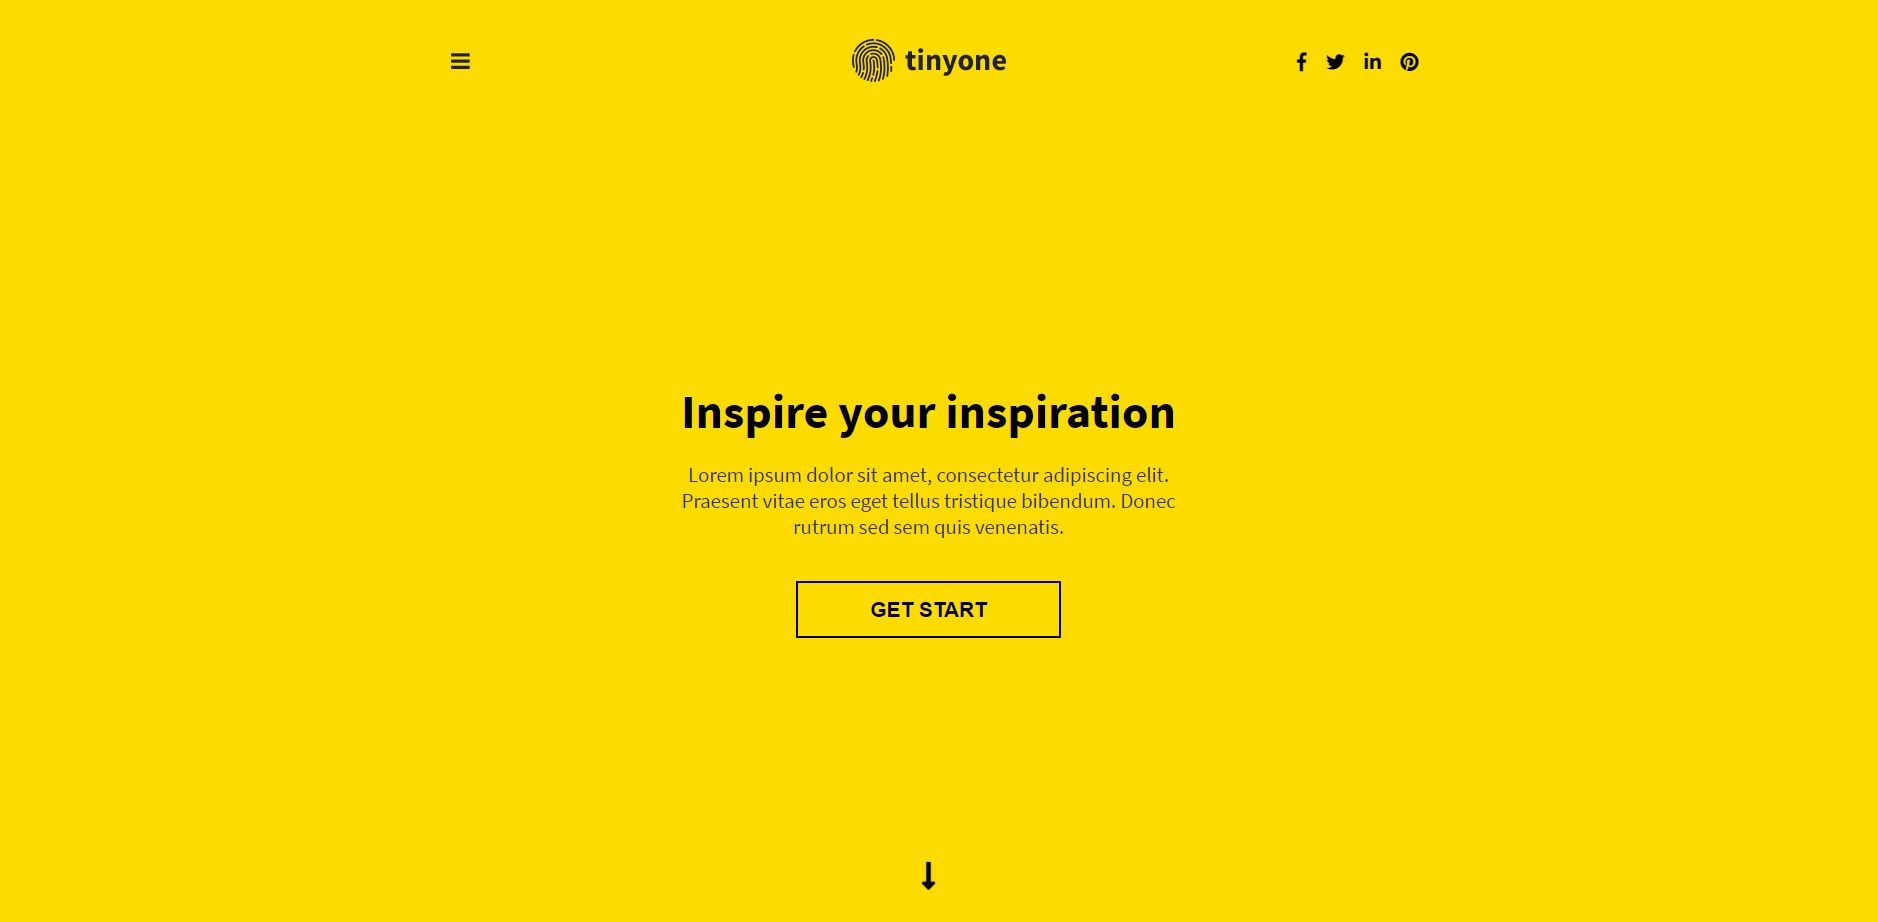 tinyone
Inspire your inspiration
Lorem ipsum dolor sit amet, consectetur adipiscing elit.
Praesent vitae eros eget tellus tristique bibendum. Donec
rutrum sed sem quis venenatis.
GET START